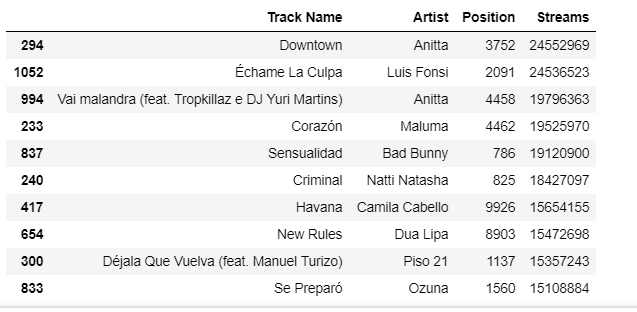 Track Name Artist Position Streams
294 Downtown Anitta 3752 24552969
1052 Échame La Culpa Luis Fonsi 2091 24536523
994 Vai malandra (feat. Tropkillaz e DJ Yuri Martins) Anitta 4458 19796363
233 Corazón Maluma 4462 19525970
837 Sensualidad Bad Bunny 786 19120900
240 Criminal Natti Natasha 825 18427097
417 Havana Camila Cabello 9926 15654155
654 New Rules Dua Lipa 8903 15472698
300 Déjala Que Vuelva (feat. Manuel Turizo) Piso 21 1137 15357243
833 Se Preparó Ozuna 1560 15108884